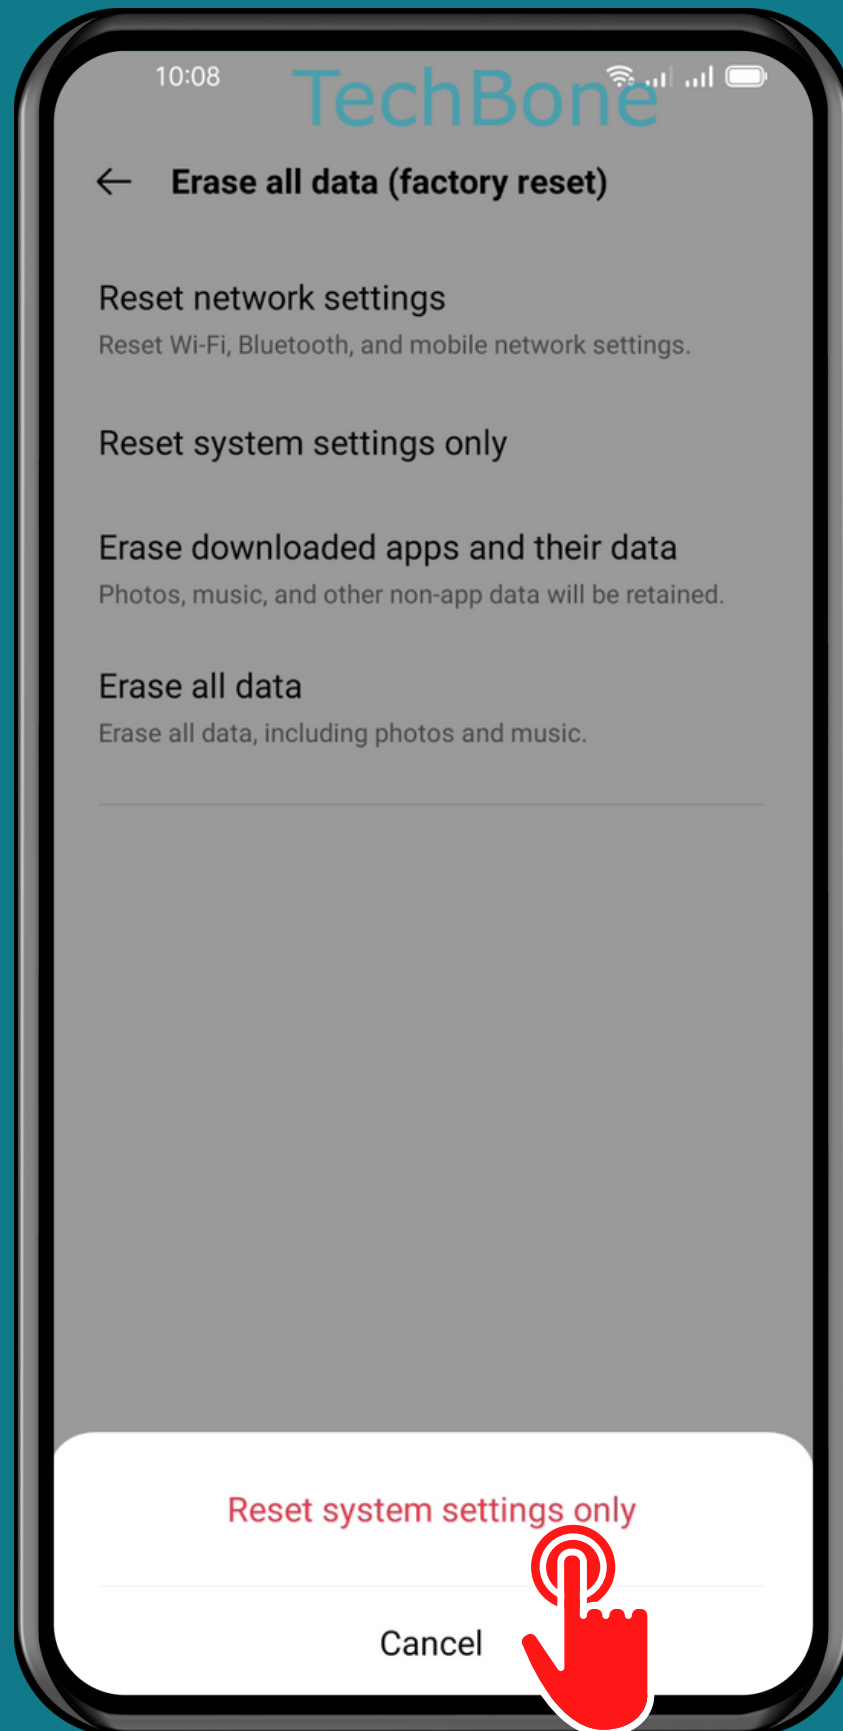 10:08
TechBone
Erase all data (factory reset)
Reset network settings
Reset Wi-Fi, Bluetooth, and mobile network settings.
Reset system settings only
Erase downloaded apps and their data
Photos, music, and other non-app data will be retained.
Erase all data
Erase all data, including photos and music.
Reset system settings only
Cancel